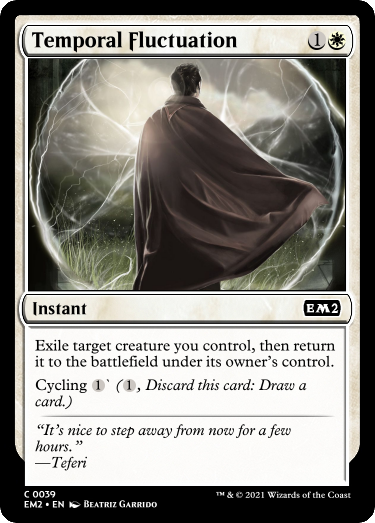 Temporal Fluctuation 1
Instant EM2
Exile target creature you control, then return
it to the battlefield under its owner's control.
Cycling 1` (1, Discard this card: Draw a
card.)
"It's nice to step away from now for a few
hours."
—Teferi
C 0039
EM2 • EN Beatriz Garrido
™ & © 2021 Wizards of the Coast